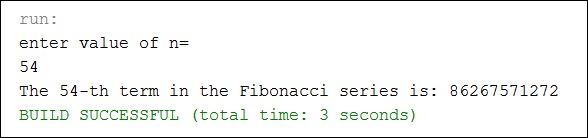 run:
enter value of n=
54
The 54-th term in the Fibonacci series is: 86267571272
BUILD SUCCESSFUL (total time: 3 seconds)